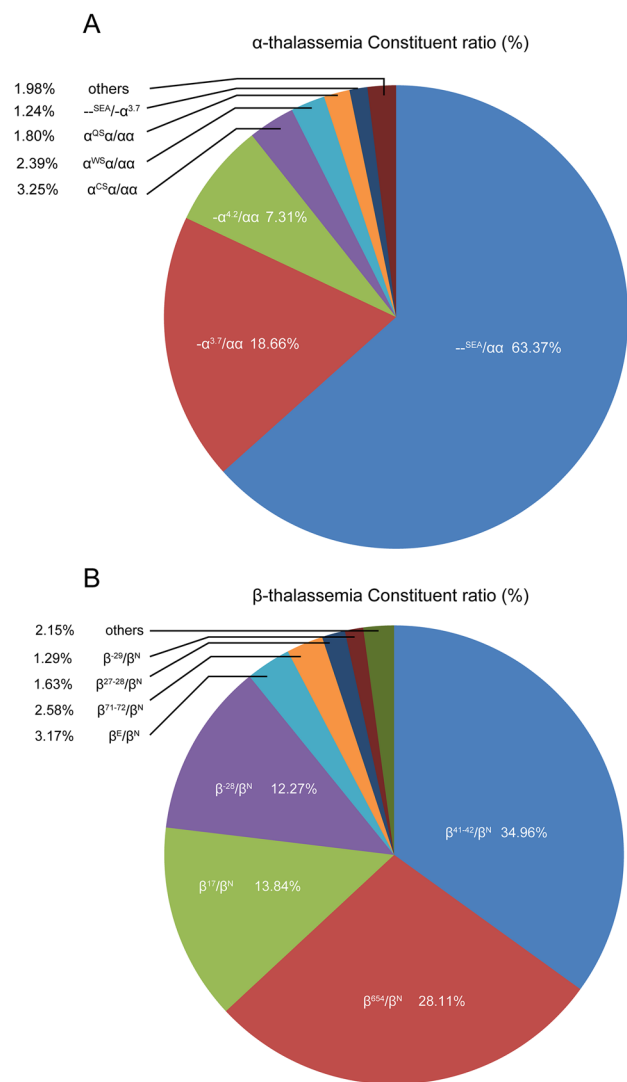 A
α-thalassemia Constituent ratio (%)
1.98% others
1.24% --ˢᴱᴬ/-α³·⁷
1.80% αQSα/αα
2.39% αWSα/αα
3.25% αCSα/αα
-α⁴·²/αα 7.31%
-α³·⁷/αα 18.66%
--ˢᴱᴬ/αα 63.37%
B
β-thalassemia Constituent ratio (%)
2.15% others
1.29% β⁻²⁹/βᴺ
1.63% β²⁷⁻²⁸/βᴺ
2.58% β⁷¹⁻⁷²/βᴺ
3.17% βᴱ/βᴺ
β⁻²⁸/βᴺ 12.27%
β⁴¹⁻⁴²/βᴺ 34.96%
β¹⁷/βᴺ 13.84%
β⁶⁵⁴/βᴺ 28.11%